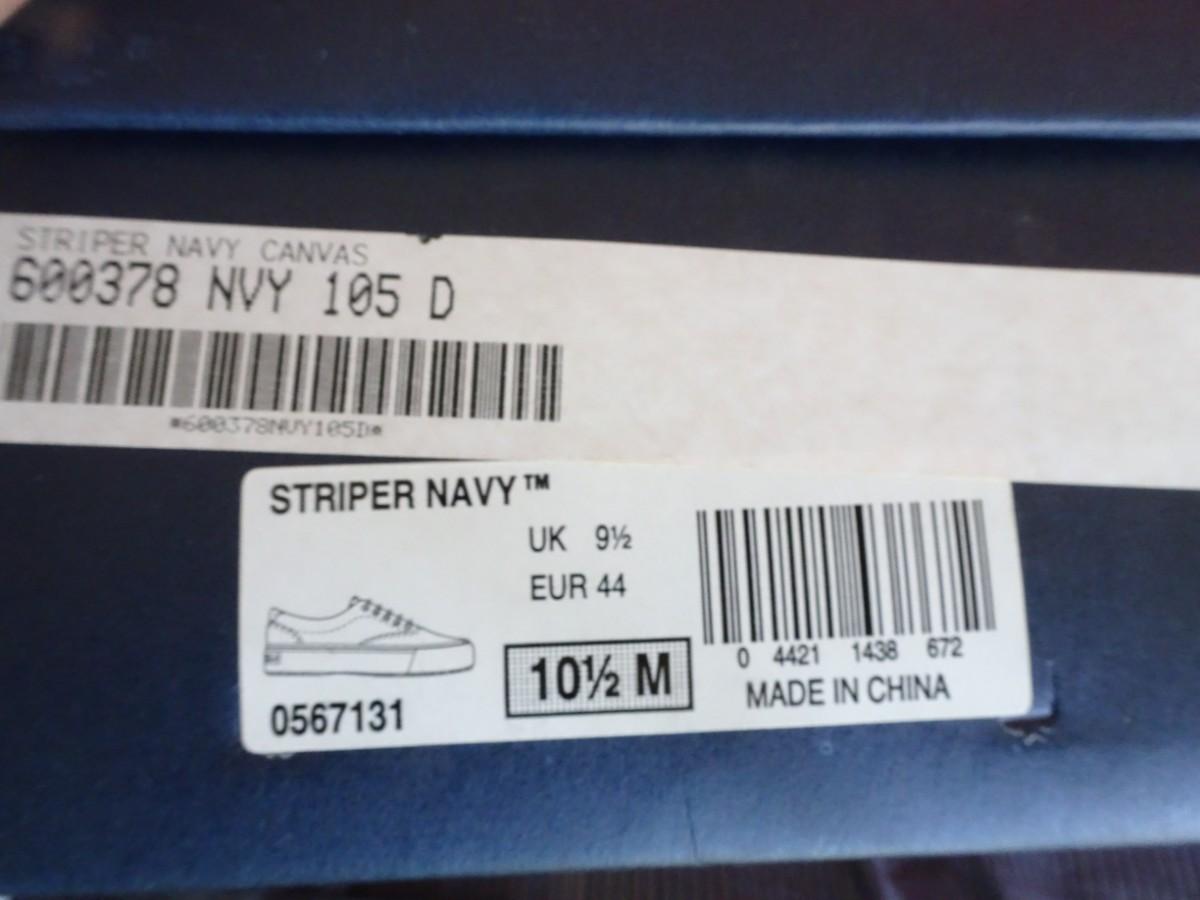 STRIPER NAVY CANVAS
600378 NVY 105 D
*600378NVY105D*
STRIPER NAVY™
UK 9½
EUR 44
10½ M
0567131
0 4421 1438 672
MADE IN CHINA